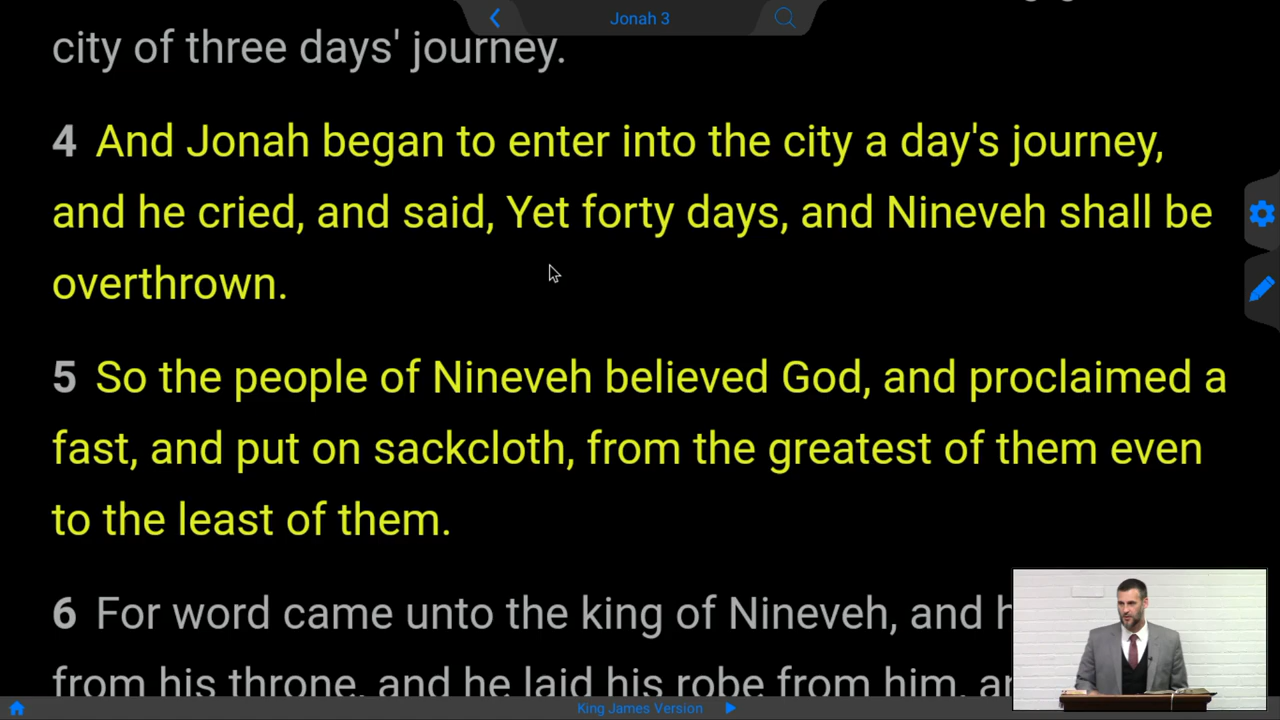 Jonah 3
city of three days' journey.
4 And Jonah began to enter into the city a day's journey,
and he cried, and said, Yet forty days, and Nineveh shall be
overthrown.
5 So the people of Nineveh believed God, and proclaimed a
fast, and put on sackcloth, from the greatest of them even
to the least of them.
6 For word came unto the king of Nineveh, and
from his throne, and he laid his robe from him,
King James Version